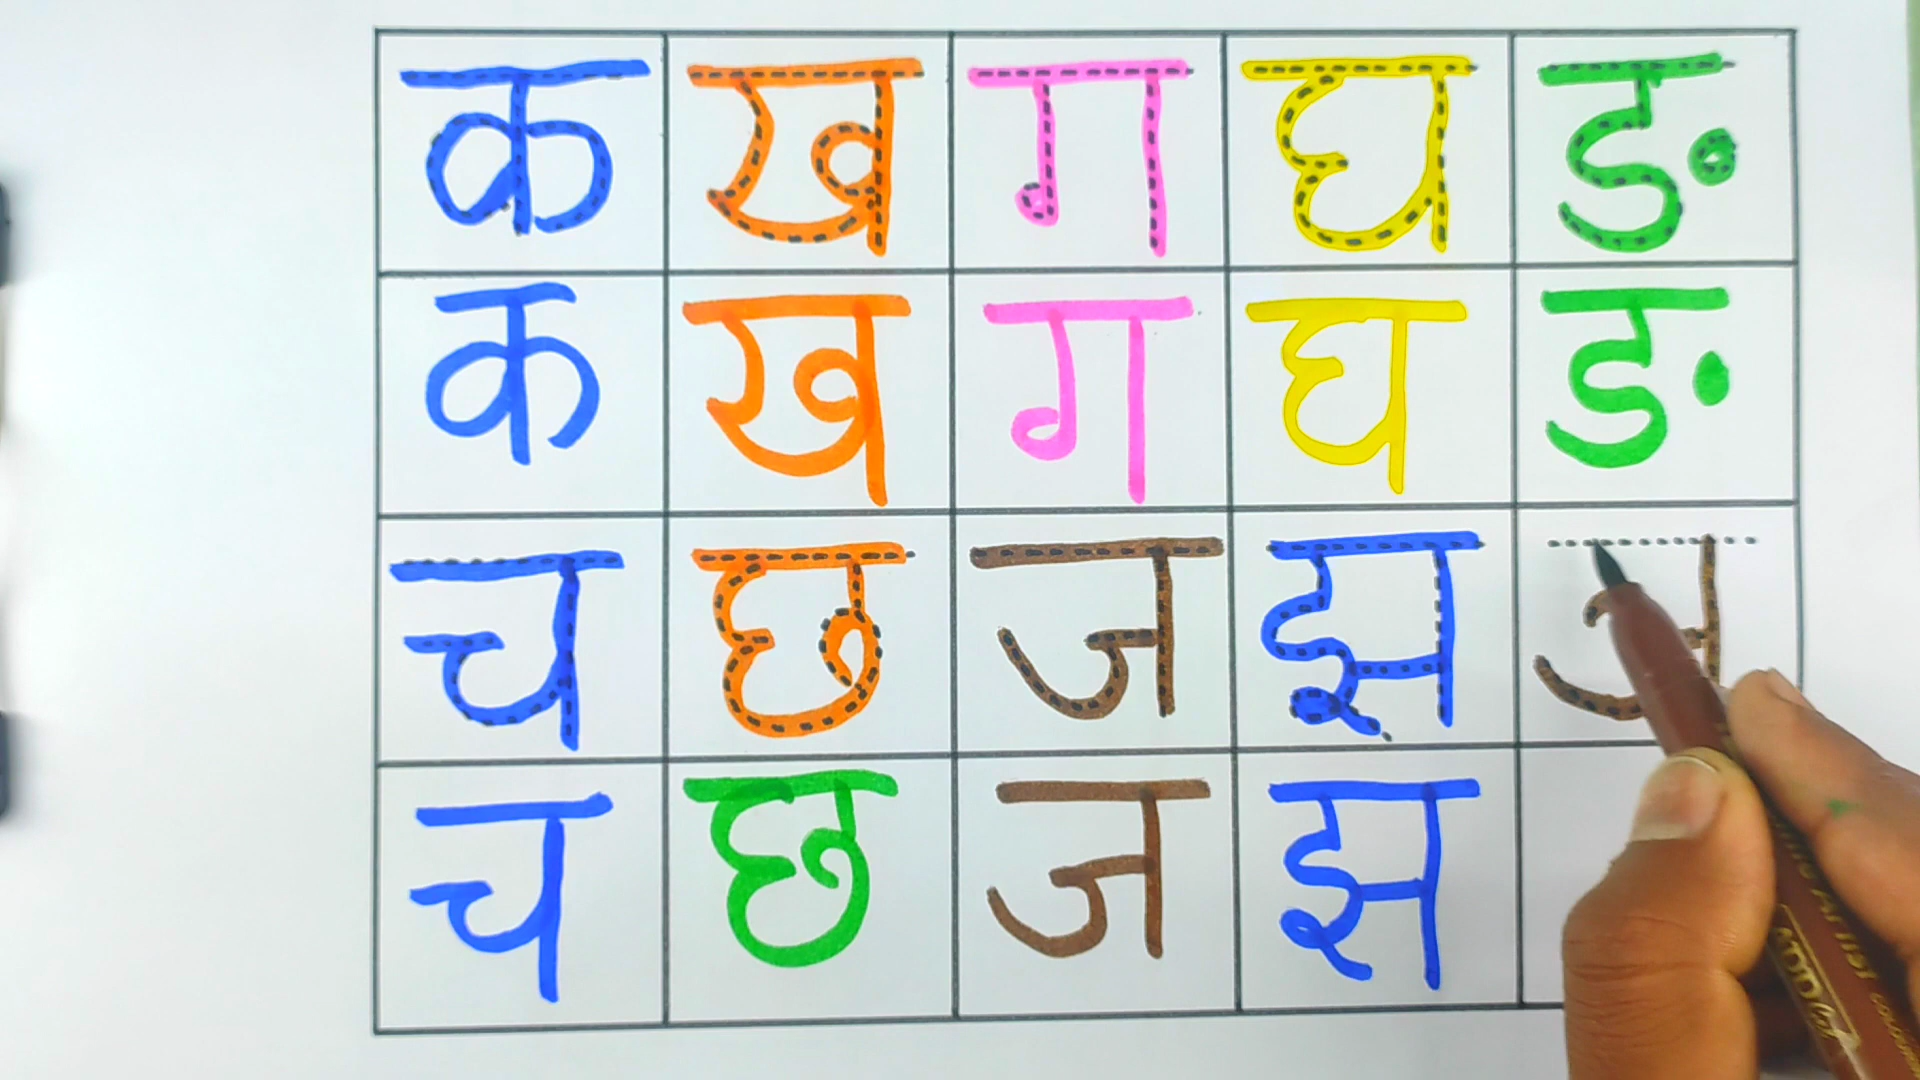 क ख ग घ ङ
क ख ग घ ङ
च छ ज झ
च छ ज झ